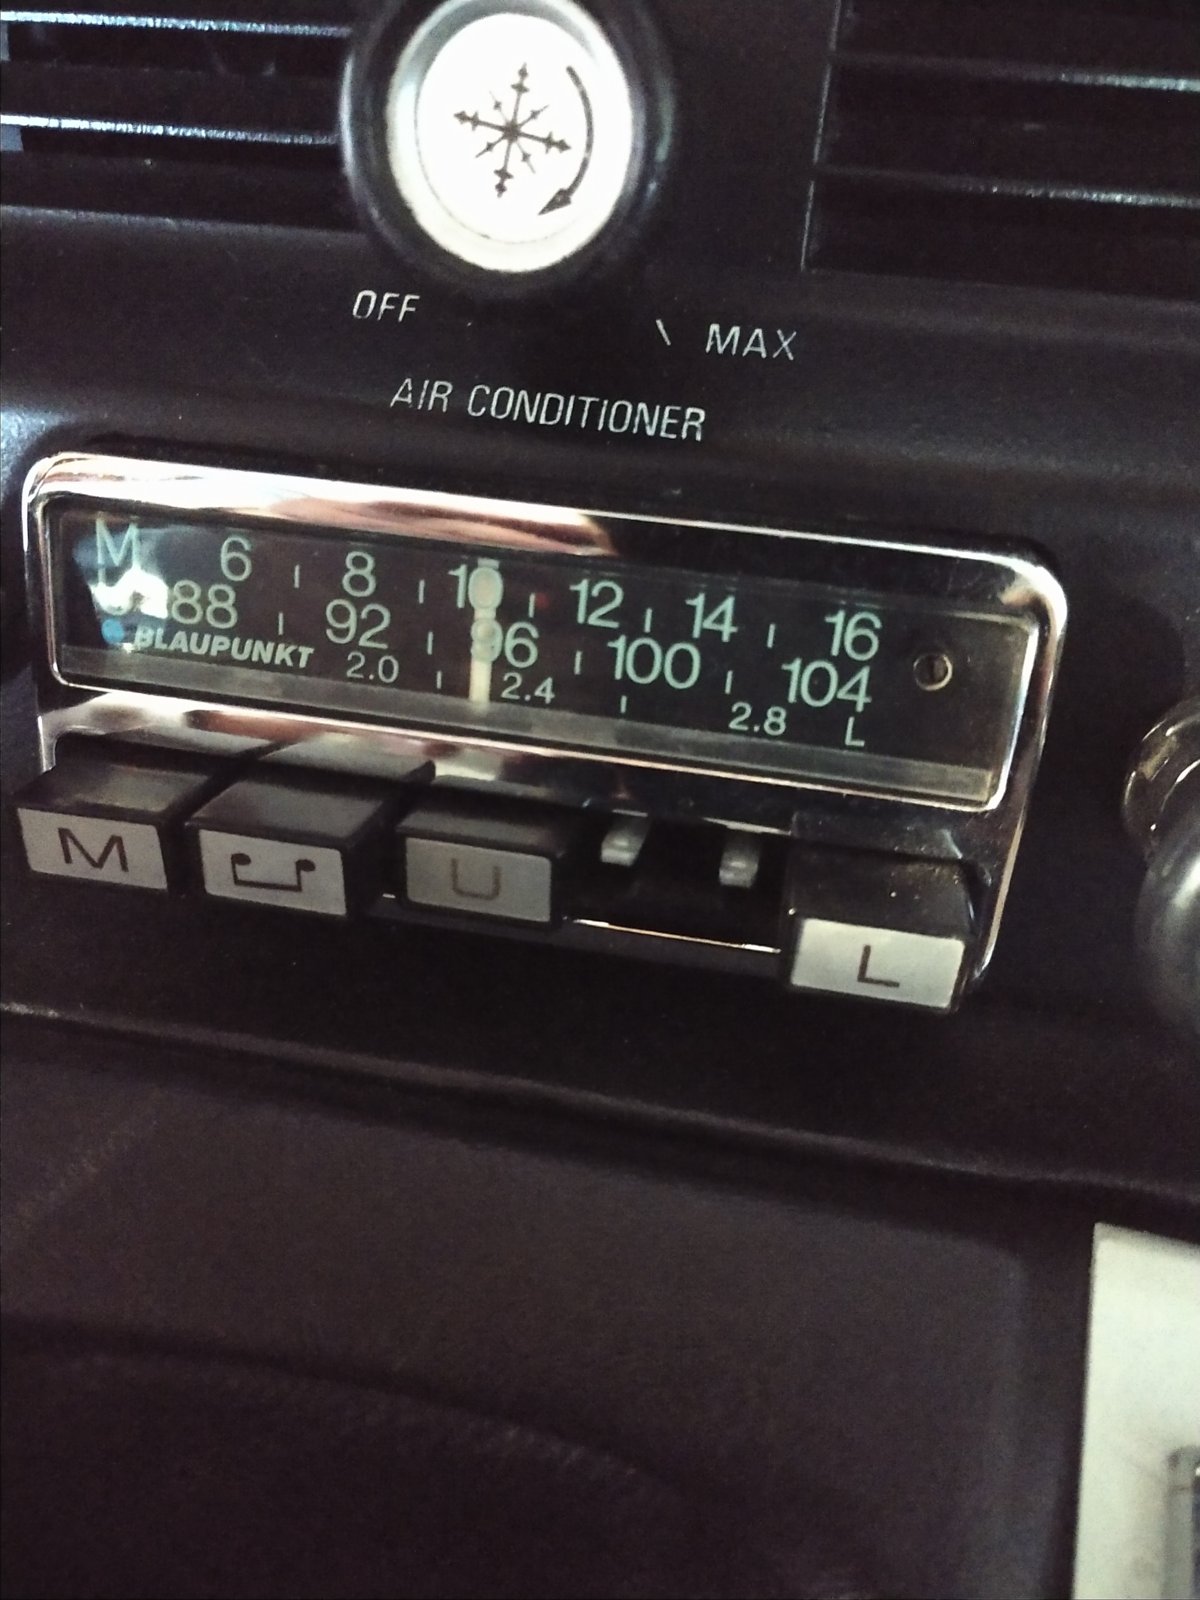 OFF \ MAX
AIR CONDITIONER
M 6 8 10 12 14 16
U 88 92 96 100 104
BLAUPUNKT 2.0 2.4 2.8 L
M U L